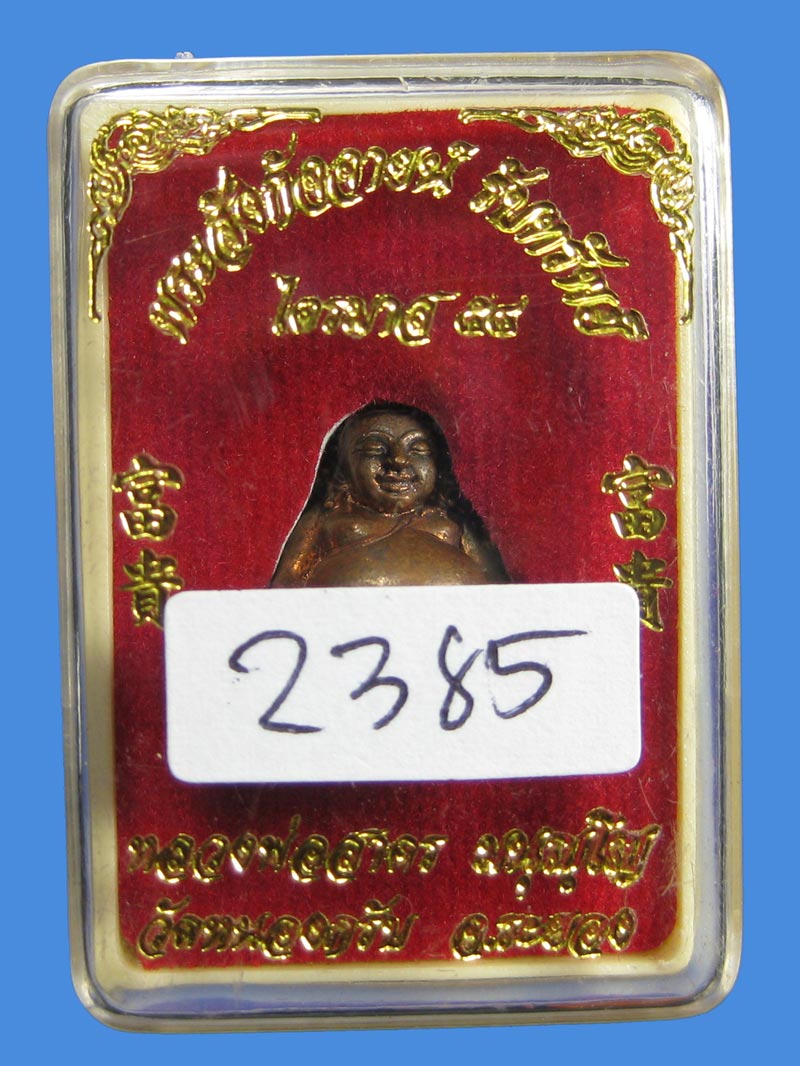 พระสังกัจจายน์ รับทรัพย์
ไตรมาส ๕๔
富貴
富貴
2385
หลวงพ่อสาคร มนุญฺโญ
วัดหนองกรับ จ.ระยอง